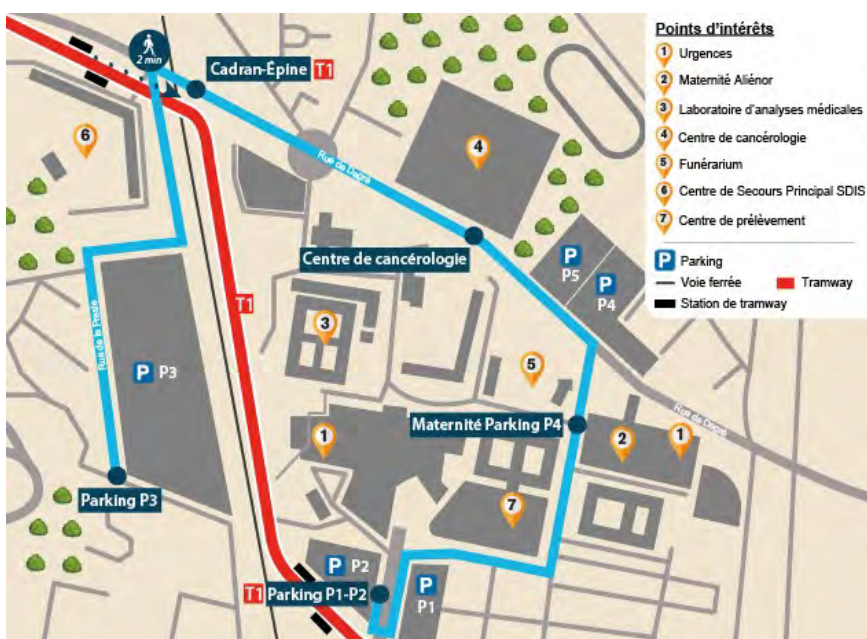 2 min
Cadran-Épine T1
Rue de Dagré
Centre de cancérologie
T1
P5
P4
P3
Rue de la Prade
Parking P3
Maternité Parking P4
Rue de Dagré
P2
T1 Parking P1-P2
P1
6
4
3
5
1
2
1
7
P
P
P
P
P
Points d'intérêts
1 Urgences
2 Maternité Aliénor
3 Laboratoire d'analyses médicales
4 Centre de cancérologie
5 Funérarium
6 Centre de Secours Principal SDIS
7 Centre de prélèvement
P Parking
Voie ferrée Tramway
Station de tramway